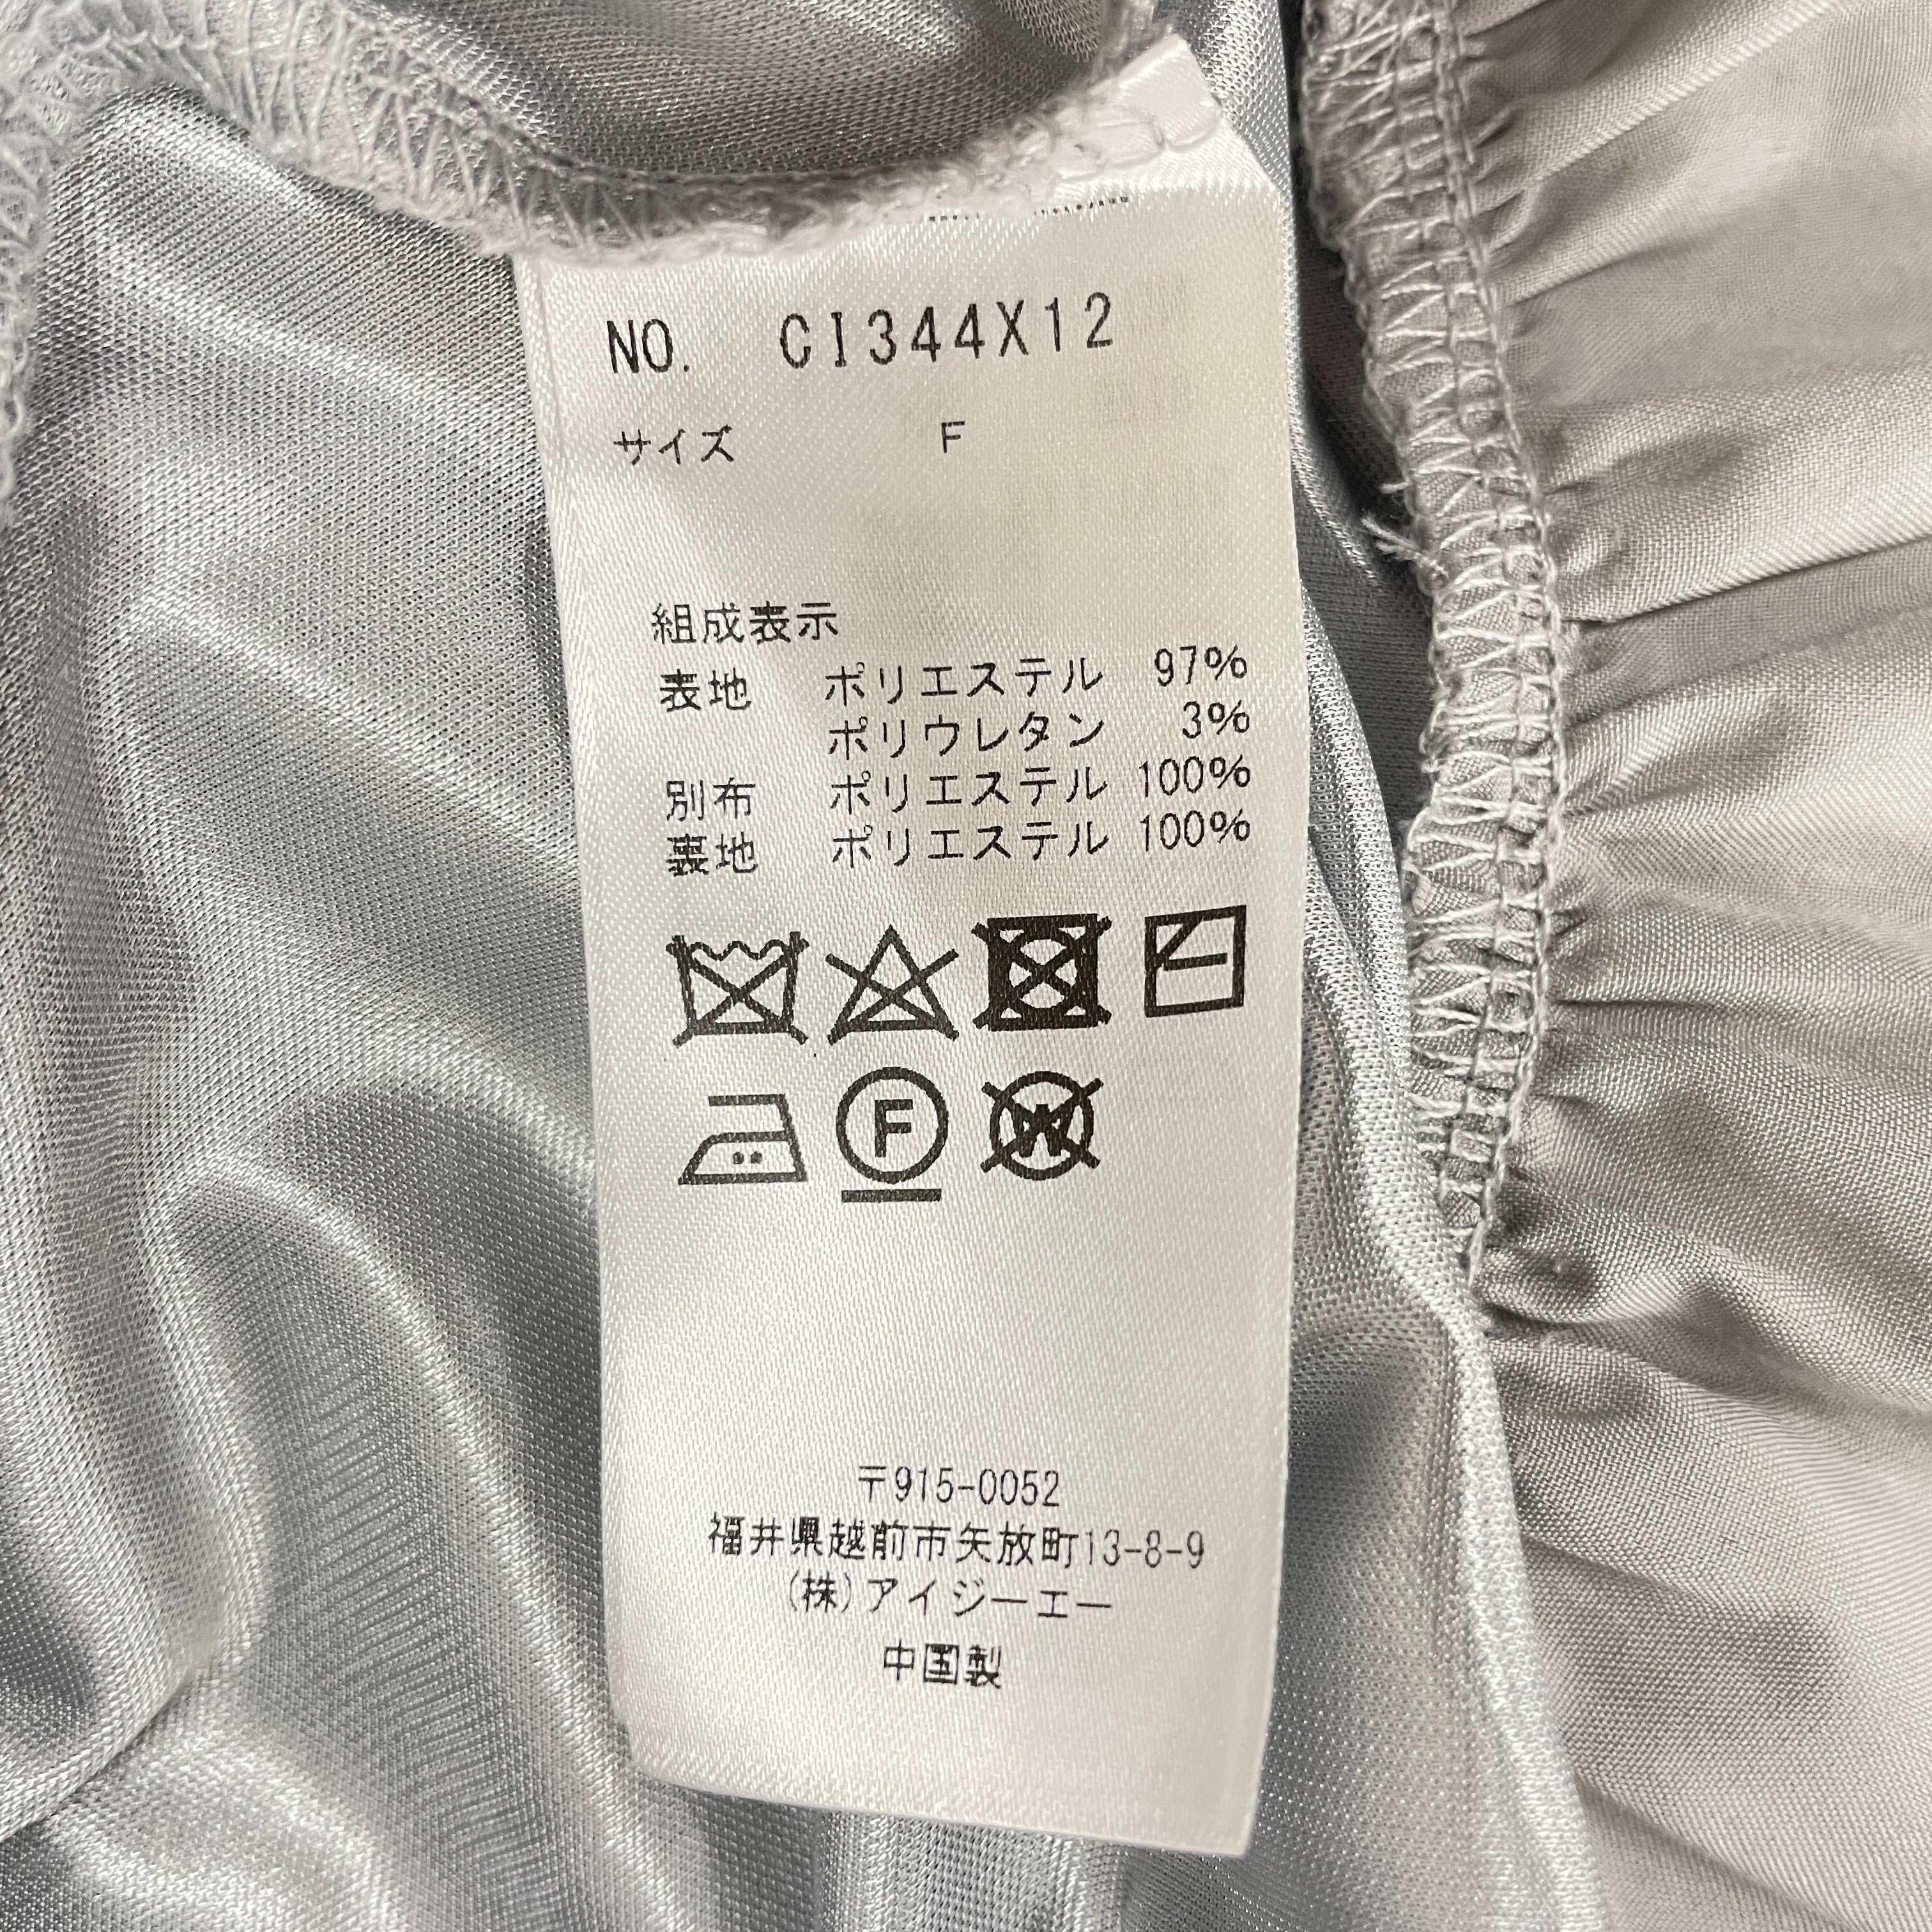 NO. CI344X12
サイズ F
組成表示
表地 ポリエステル 97%
ポリウレタン 3%
別布 ポリエステル 100%
裏地 ポリエステル 100%
F
W
〒915-0052
福井県越前市矢放町13-8-9
(株)アイジーエー
中国製